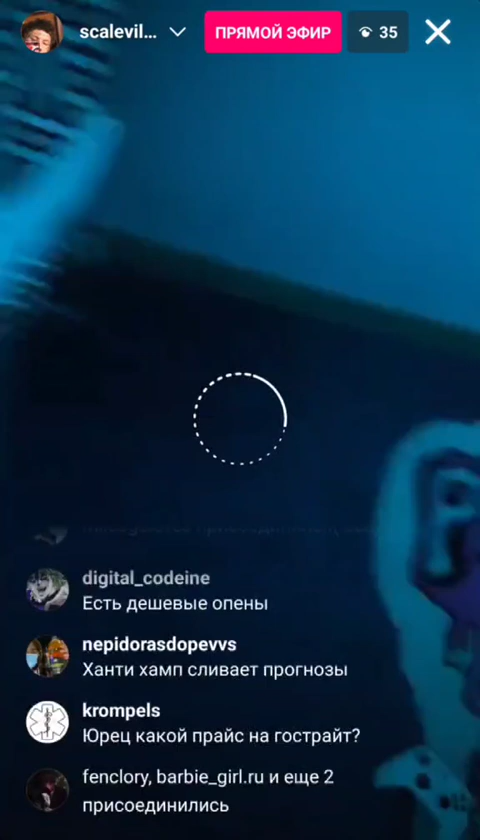 scalevil...
ПРЯМОЙ ЭФИР
35
digital_codeine
Есть дешевые опены
nepidorasdopevvs
Ханти хамп сливает прогнозы
krompels
Юрец какой прайс на гострайт?
fenclory, barbie_girl.ru и еще 2
присоединились